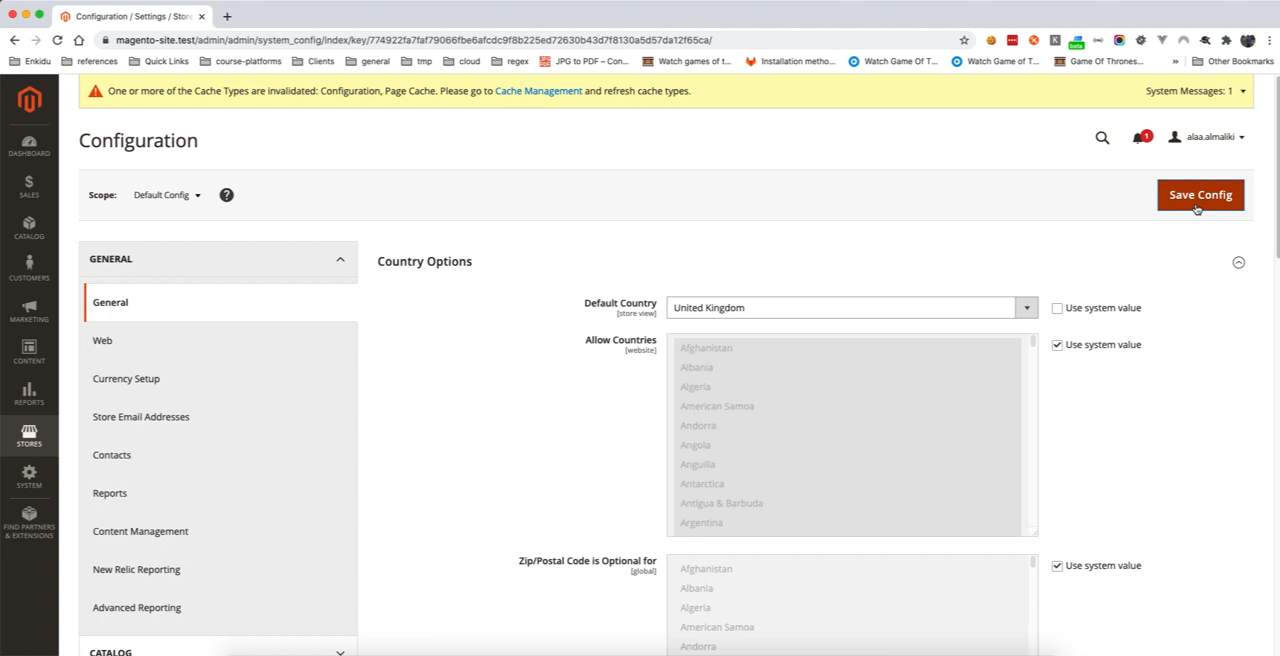 Configuration / Settings / Store
magento-site.test/admin/admin/system_config/index/key/774922fa7faf79066fbe6afcdc9f8b225ed72630b43d7f8130a5d57da12f65ca/
beta
Enkidu references Quick Links course-platforms Clients general tmp cloud regex JPG to PDF – Con... Watch games of t... Installation metho... Watch Game Of T... Watch Game of T... Game Of Thrones... » Other Bookmarks
One or more of the Cache Types are invalidated: Configuration, Page Cache. Please go to Cache Management and refresh cache types.
System Messages: 1
Configuration
1
alaa.almaliki
Scope: Default Config ?
Save Config
DASHBOARD
$
SALES
CATALOG
CUSTOMERS
MARKETING
CONTENT
REPORTS
STORES
SYSTEM
FIND PARTNERS
& EXTENSIONS
GENERAL
General
Web
Currency Setup
Store Email Addresses
Contacts
Reports
Content Management
New Relic Reporting
Advanced Reporting
CATALOG
Country Options
Default Country
[store view]
United Kingdom
Use system value
Allow Countries
[website]
Afghanistan
Albania
Algeria
American Samoa
Andorra
Angola
Anguilla
Antarctica
Antigua & Barbuda
Argentina
Use system value
Zip/Postal Code is Optional for
[global]
Afghanistan
Albania
Algeria
American Samoa
Andorra
Use system value